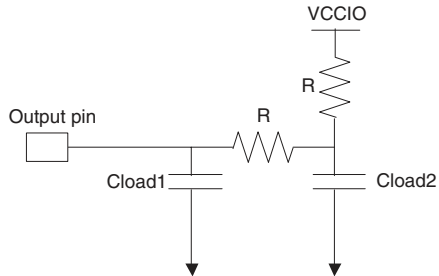 VCCIO
R
Output pin
R
Cload1
Cload2